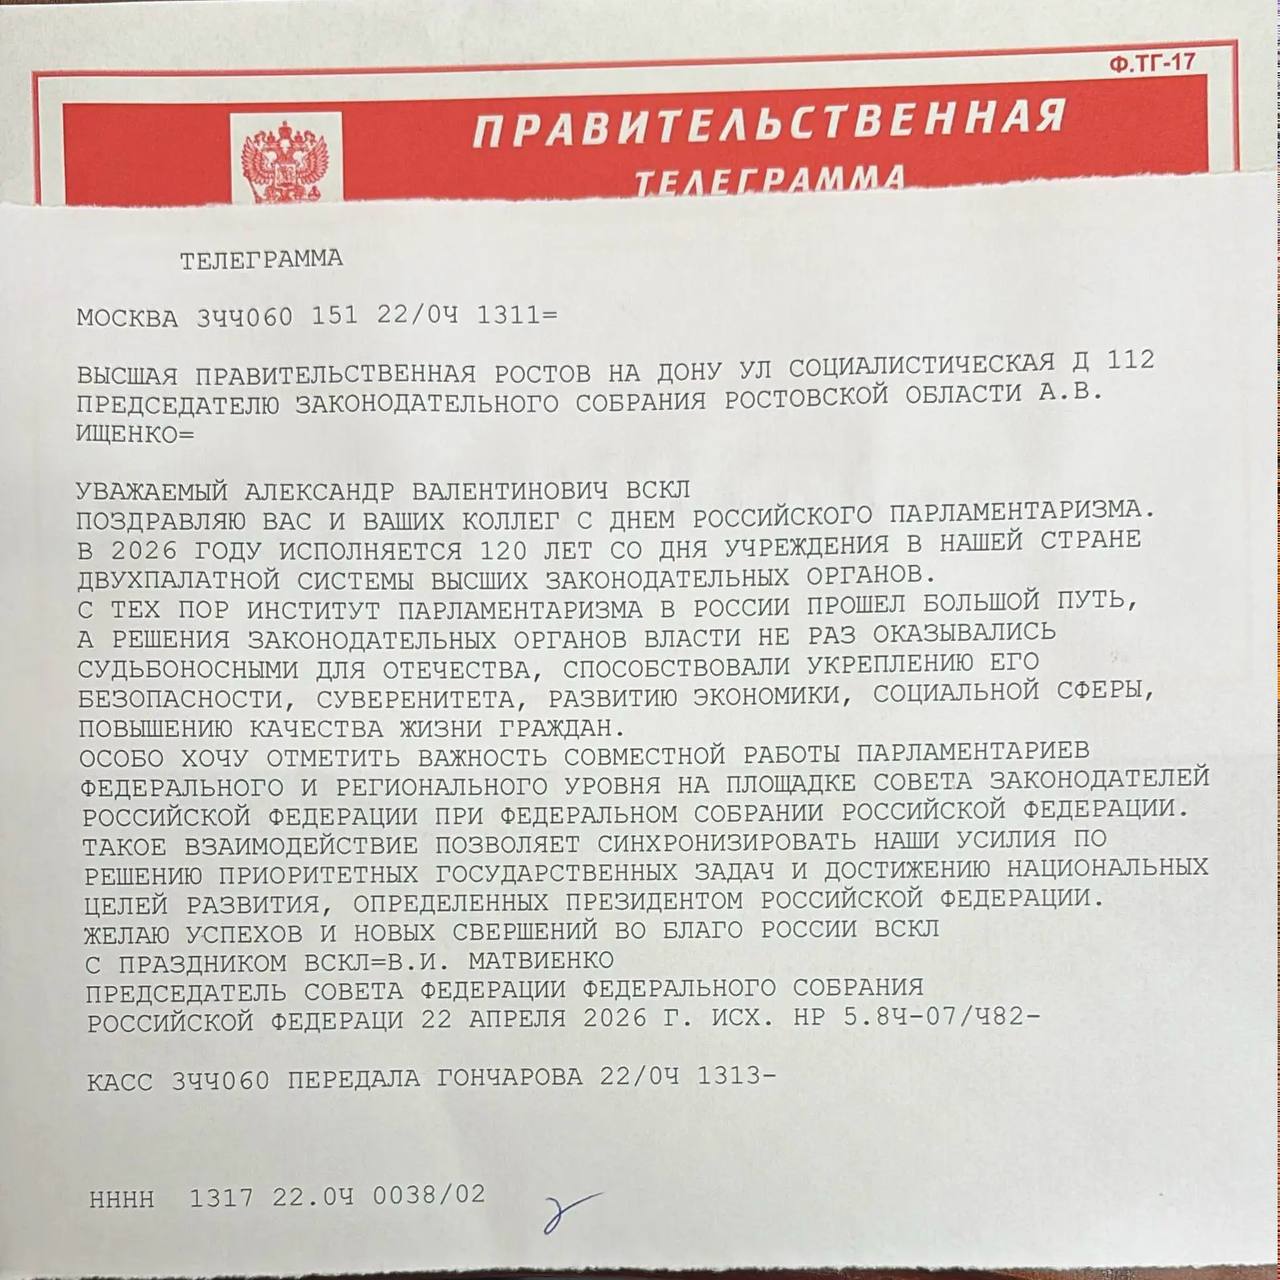 Ф.ТГ-17
ПРАВИТЕЛЬСТВЕННАЯ
ТЕЛЕГРАММА
ТЕЛЕГРАММА
МОСКВА ЗЧЧ060 151 22/0Ч 1311=
ВЫСШАЯ ПРАВИТЕЛЬСТВЕННАЯ РОСТОВ НА ДОНУ УЛ СОЦИАЛИСТИЧЕСКАЯ Д 112
ПРЕДСЕДАТЕЛЮ ЗАКОНОДАТЕЛЬНОГО СОБРАНИЯ РОСТОВСКОЙ ОБЛАСТИ А.В.
ИЩЕНКО=
УВАЖАЕМЫЙ АЛЕКСАНДР ВАЛЕНТИНОВИЧ ВСКЛ
ПОЗДРАВЛЯЮ ВАС И ВАШИХ КОЛЛЕГ С ДНЕМ РОССИЙСКОГО ПАРЛАМЕНТАРИЗМА.
В 2026 ГОДУ ИСПОЛНЯЕТСЯ 120 ЛЕТ СО ДНЯ УЧРЕЖДЕНИЯ В НАШЕЙ СТРАНЕ
ДВУХПАЛАТНОЙ СИСТЕМЫ ВЫСШИХ ЗАКОНОДАТЕЛЬНЫХ ОРГАНОВ.
С ТЕХ ПОР ИНСТИТУТ ПАРЛАМЕНТАРИЗМА В РОССИИ ПРОШЕЛ БОЛЬШОЙ ПУТЬ,
А РЕШЕНИЯ ЗАКОНОДАТЕЛЬНЫХ ОРГАНОВ ВЛАСТИ НЕ РАЗ ОКАЗЫВАЛИСЬ
СУДЬБОНОСНЫМИ ДЛЯ ОТЕЧЕСТВА, СПОСОБСТВОВАЛИ УКРЕПЛЕНИЮ ЕГО
БЕЗОПАСНОСТИ, СУВЕРЕНИТЕТА, РАЗВИТИЮ ЭКОНОМИКИ, СОЦИАЛЬНОЙ СФЕРЫ,
ПОВЫШЕНИЮ КАЧЕСТВА ЖИЗНИ ГРАЖДАН.
ОСОБО ХОЧУ ОТМЕТИТЬ ВАЖНОСТЬ СОВМЕСТНОЙ РАБОТЫ ПАРЛАМЕНТАРИЕВ
ФЕДЕРАЛЬНОГО И РЕГИОНАЛЬНОГО УРОВНЯ НА ПЛОЩАДКЕ СОВЕТА ЗАКОНОДАТЕЛЕЙ
РОССИЙСКОЙ ФЕДЕРАЦИИ ПРИ ФЕДЕРАЛЬНОМ СОБРАНИИ РОССИЙСКОЙ ФЕДЕРАЦИИ.
ТАКОЕ ВЗАИМОДЕЙСТВИЕ ПОЗВОЛЯЕТ СИНХРОНИЗИРОВАТЬ НАШИ УСИЛИЯ ПО
РЕШЕНИЮ ПРИОРИТЕТНЫХ ГОСУДАРСТВЕННЫХ ЗАДАЧ И ДОСТИЖЕНИЮ НАЦИОНАЛЬНЫХ
ЦЕЛЕЙ РАЗВИТИЯ, ОПРЕДЕЛЕННЫХ ПРЕЗИДЕНТОМ РОССИЙСКОЙ ФЕДЕРАЦИИ.
ЖЕЛАЮ УСПЕХОВ И НОВЫХ СВЕРШЕНИЙ ВО БЛАГО РОССИИ ВСКЛ
С ПРАЗДНИКОМ ВСКЛ=В.И. МАТВИЕНКО
ПРЕДСЕДАТЕЛЬ СОВЕТА ФЕДЕРАЦИИ ФЕДЕРАЛЬНОГО СОБРАНИЯ
РОССИЙСКОЙ ФЕДЕРАЦИ 22 АПРЕЛЯ 2026 Г. ИСХ. НР 5.8Ч-07/Ч82-
КАСС ЗЧЧ060 ПЕРЕДАЛА ГОНЧАРОВА 22/0Ч 1313-
НННН 1317 22.0Ч 0038/02